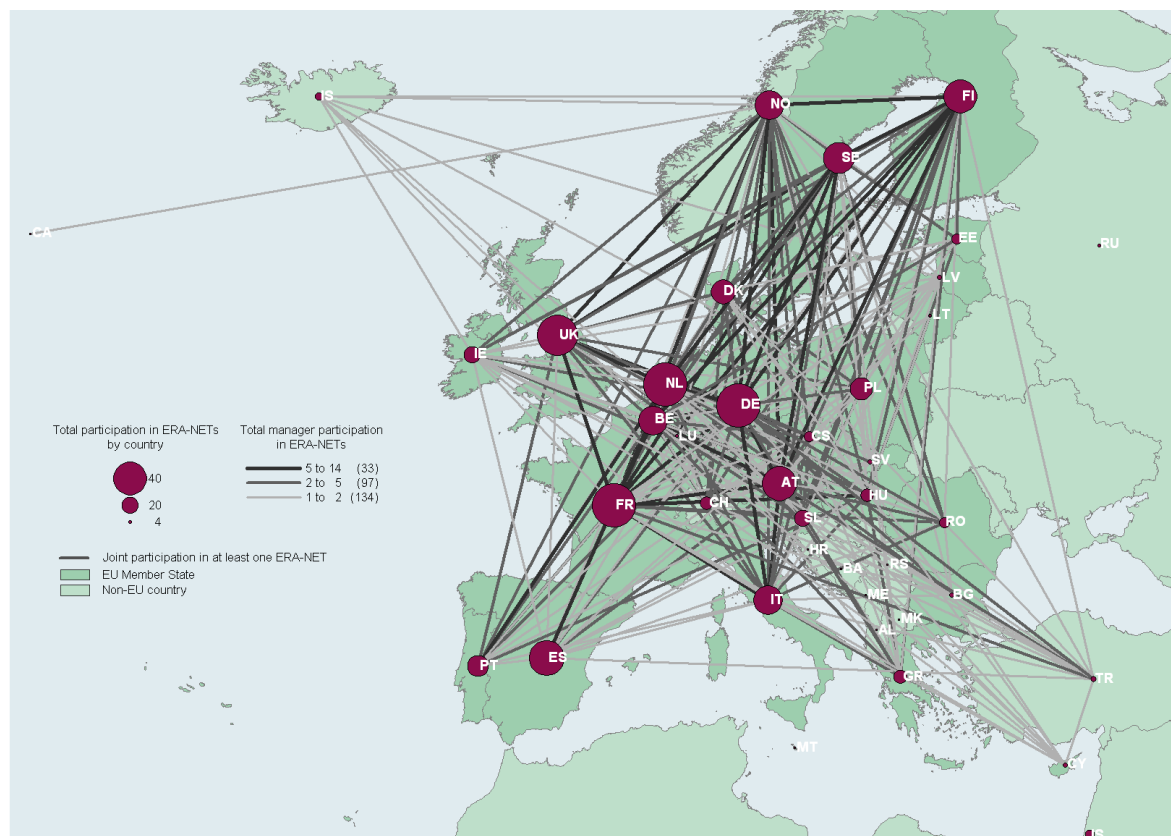 IS
NO
FI
SE
CA
EE
RU
LV
DK
LT
UK
IE
NL
PL
DE
BE
LU
CS
SV
AT
HU
FR
CH
SL
RO
HR
BA
RS
ME
BG
IT
MK
AL
ES
PT
GR
TR
MT
CY
IS
Total participation in ERA-NETs
by country
40
20
4
Total manager participation
in ERA-NETs
5 to 14 (33)
2 to 5 (97)
1 to 2 (134)
Joint participation in at least one ERA-NET
EU Member State
Non-EU country